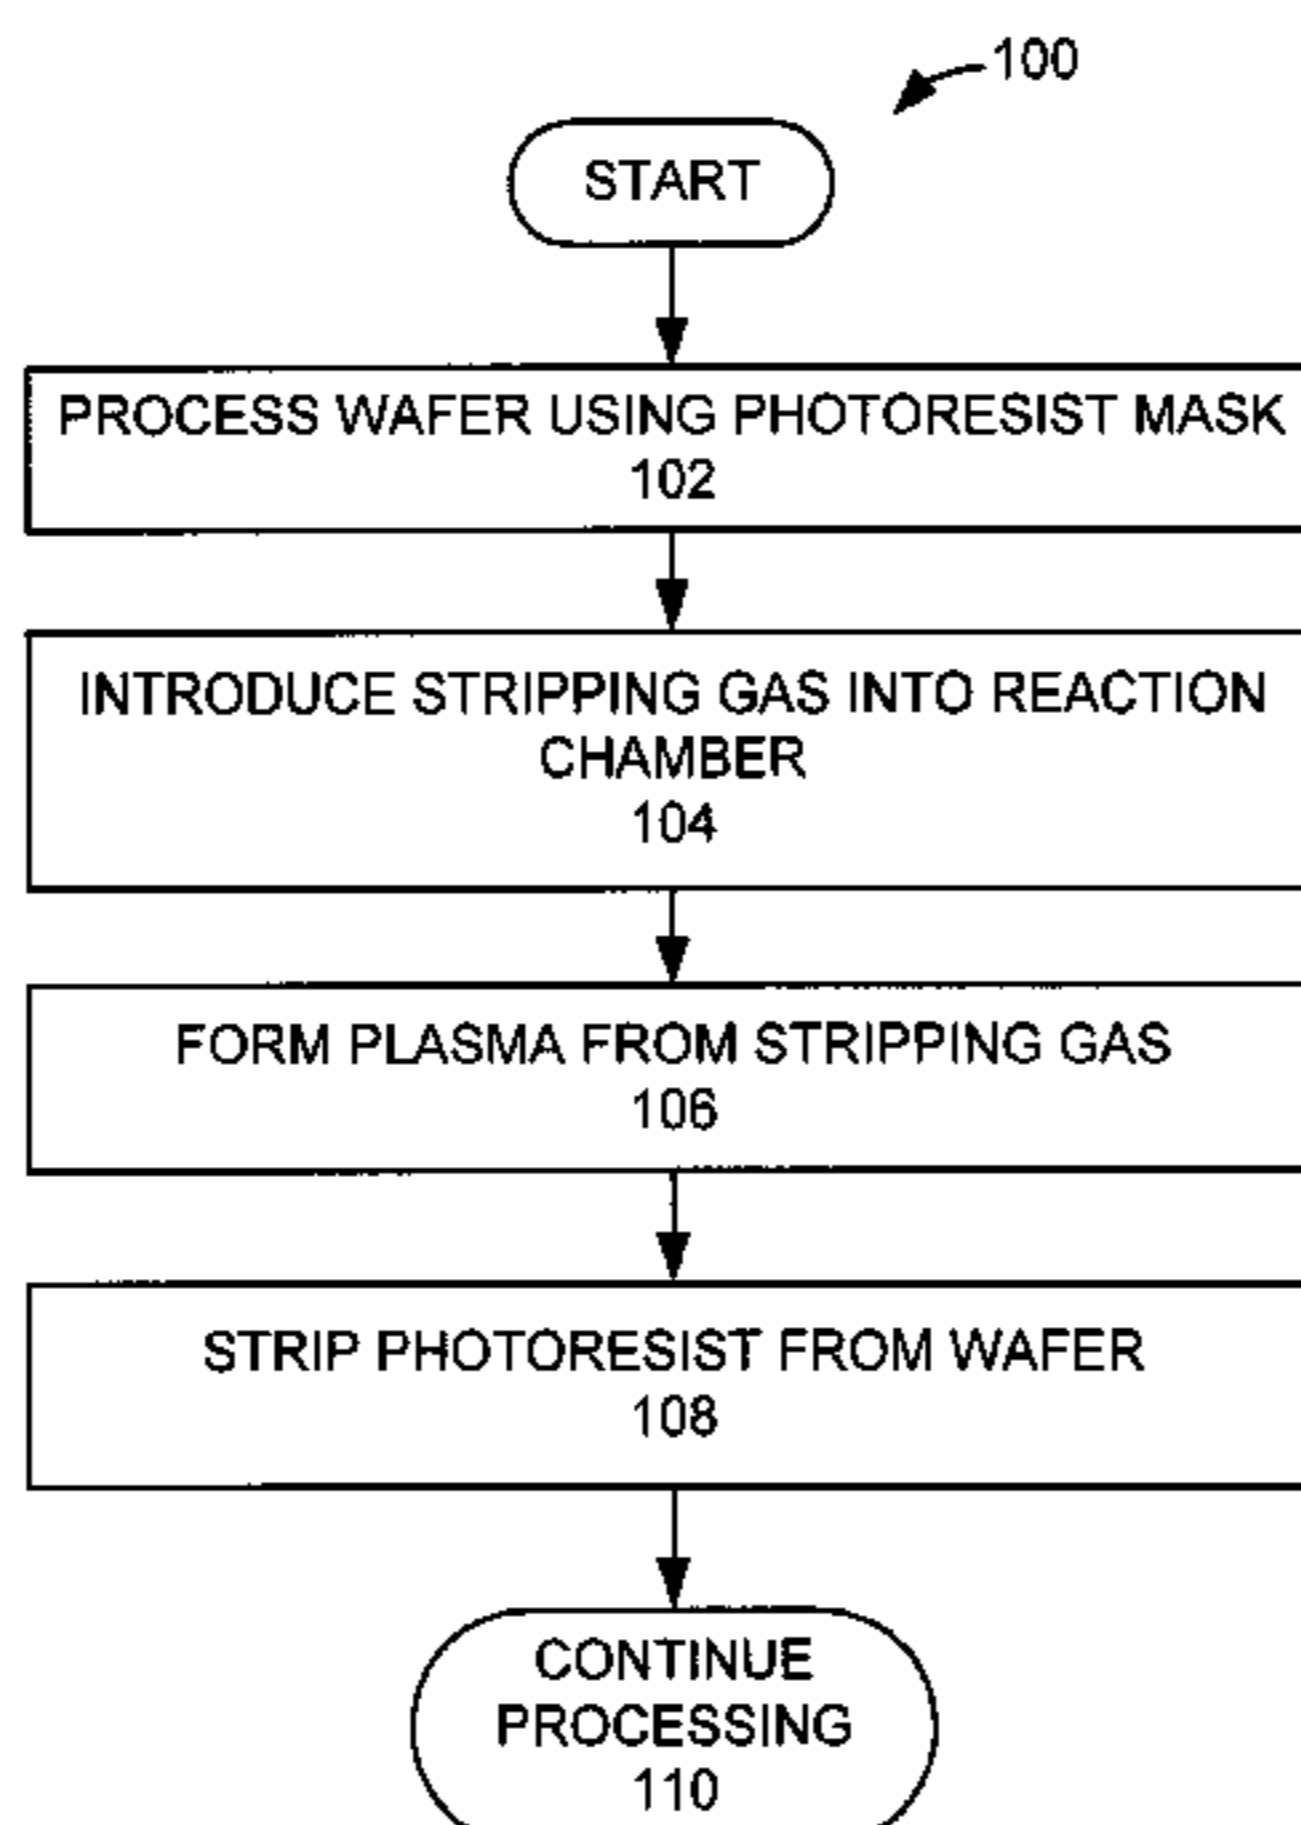 100
START
PROCESS WAFER USING PHOTORESIST MASK
102
INTRODUCE STRIPPING GAS INTO REACTION
CHAMBER
104
FORM PLASMA FROM STRIPPING GAS
106
STRIP PHOTORESIST FROM WAFER
108
CONTINUE
PROCESSING
110